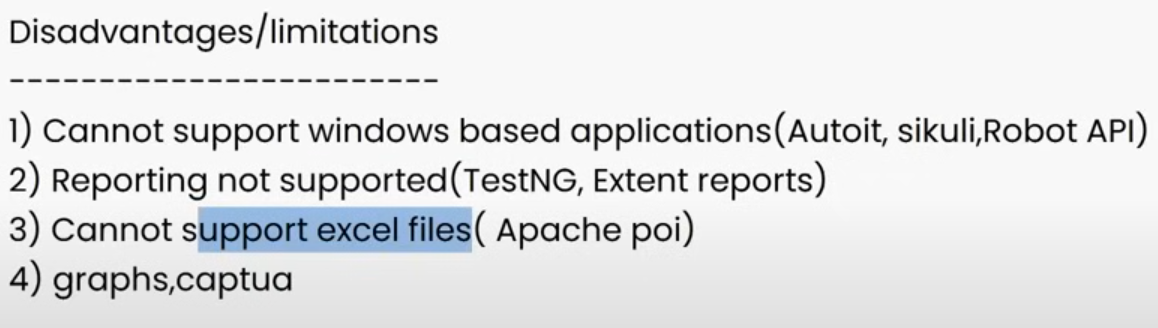 Disadvantages/limitations
------------------------
1) Cannot support windows based applications(Autoit, sikuli,Robot API)
2) Reporting not supported(TestNG, Extent reports)
3) Cannot support excel files( Apache poi)
4) graphs,captua